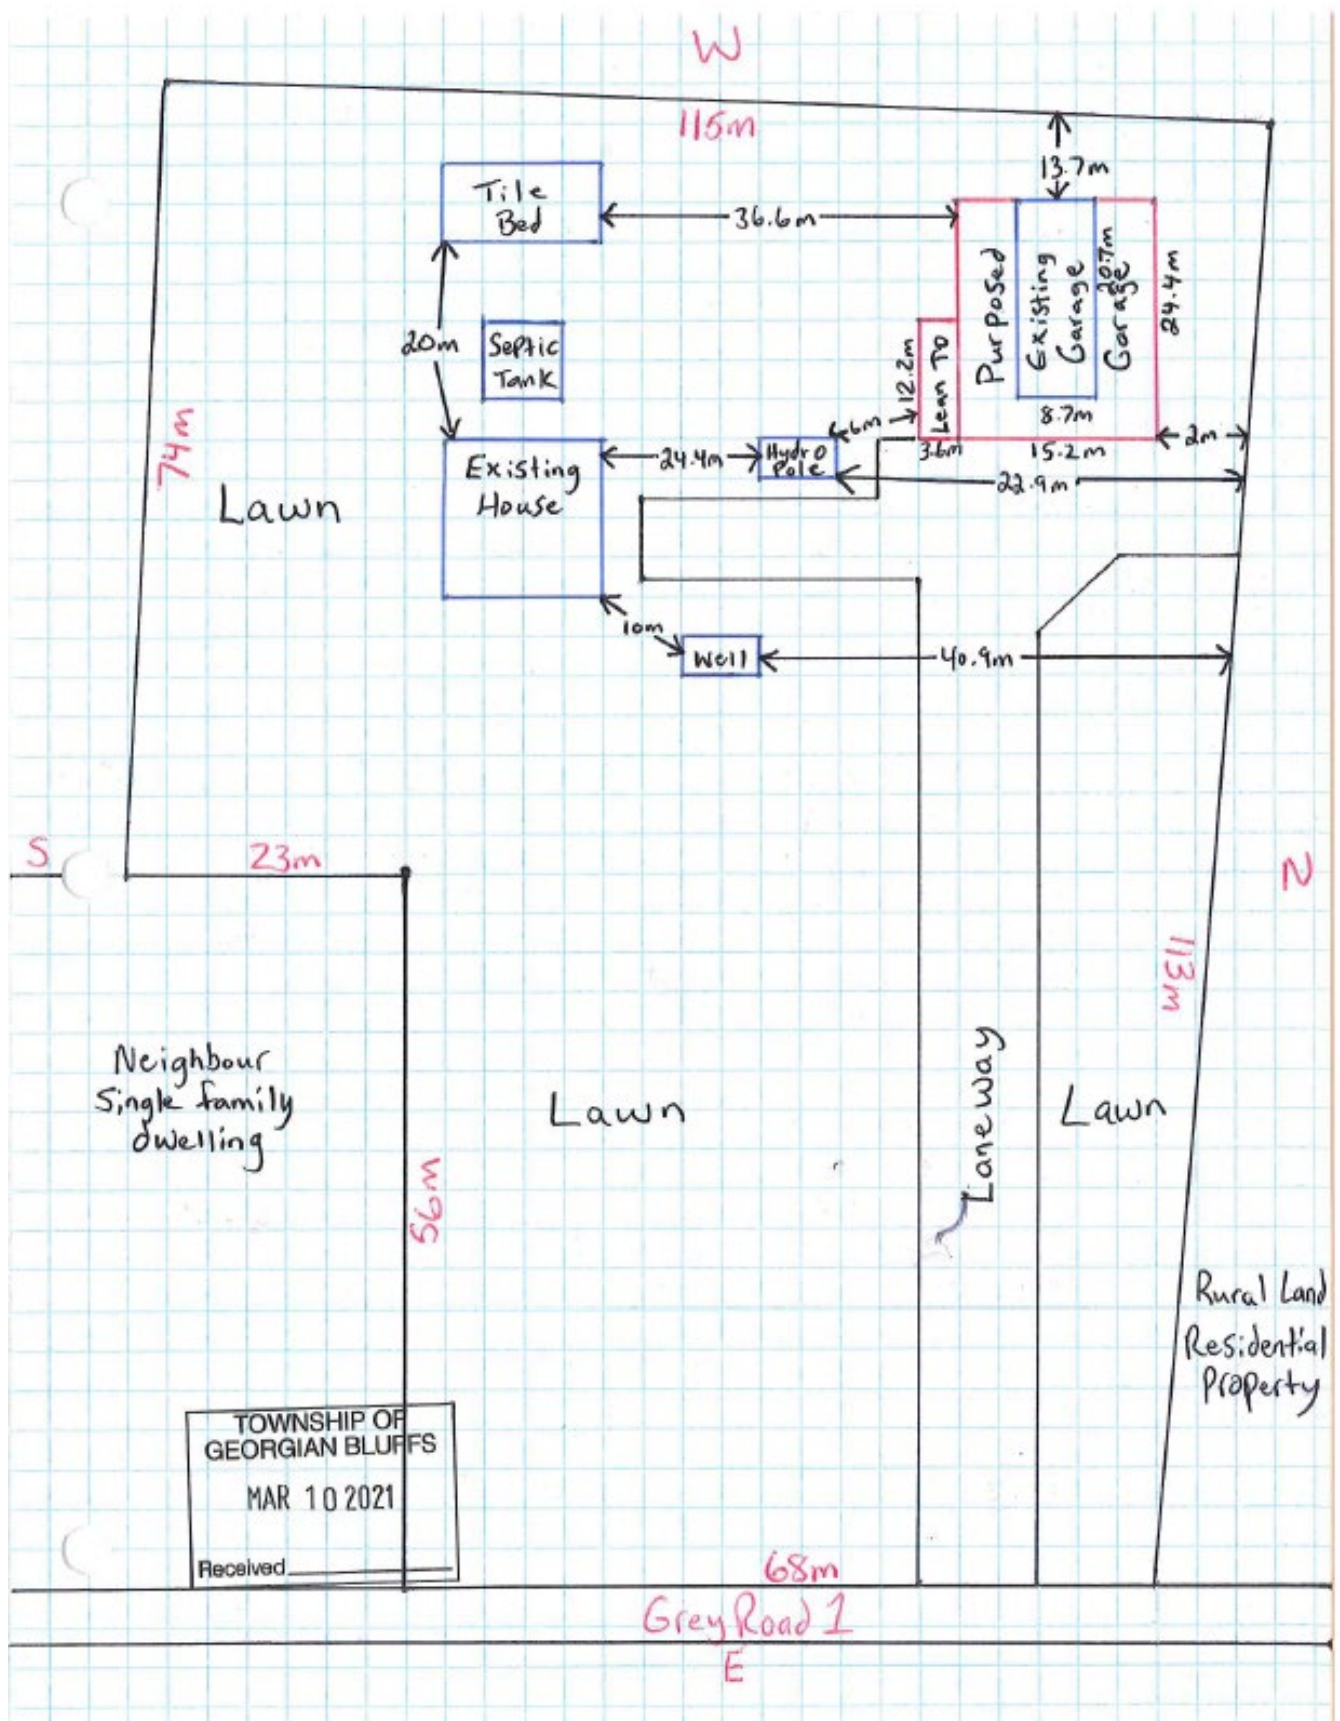 W
115m
13.7m
Tile
Bed
36.6m
Purposed
Existing
Garage
20.7m
Garage
24.4m
20m
Septic
Tank
12.2m
Lean To
8.7m
6m
3.6m
15.2m
2m
74m
Lawn
Existing
House
24.4m
Hydro
Pole
22.9m
10m
Well
40.9m
S
23m
N
113m
Neighbour
Single family
dwelling
56m
Lawn
Laneway
Lawn
Rural Land
Residential
Property
TOWNSHIP OF
GEORGIAN BLUFFS
MAR 10 2021
Received
68m
Grey Road 1
E